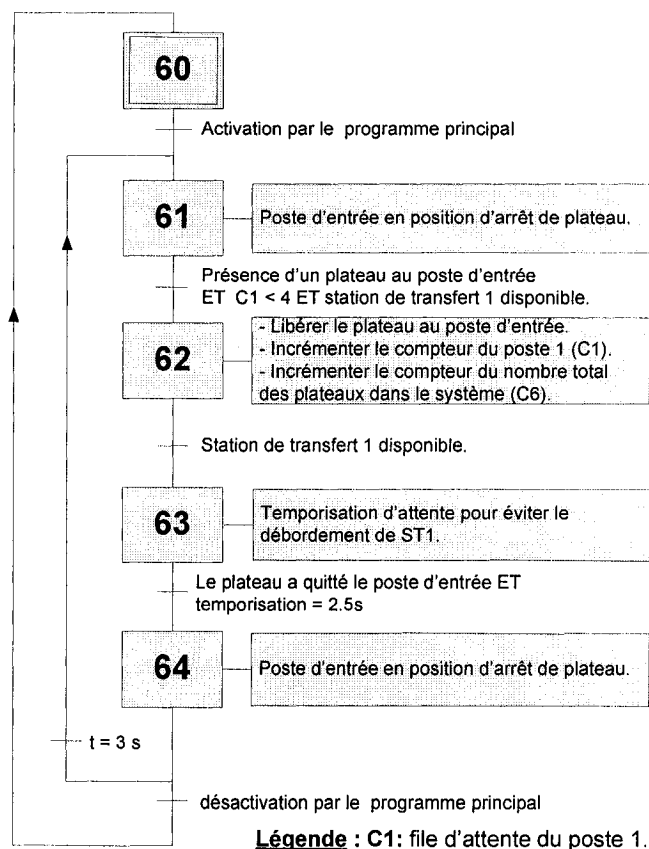 60
Activation par le programme principal
61
Poste d'entrée en position d'arrêt de plateau.
Présence d'un plateau au poste d'entrée
ET C1 < 4 ET station de transfert 1 disponible.
62
- Libérer le plateau au poste d'entrée.
- Incrémenter le compteur du poste 1 (C1).
- Incrémenter le compteur du nombre total
des plateaux dans le système (C6).
Station de transfert 1 disponible.
63
Temporisation d'attente pour éviter le
débordement de ST1.
Le plateau a quitté le poste d'entrée ET
temporisation = 2.5s
64
Poste d'entrée en position d'arrêt de plateau.
t = 3 s
désactivation par le programme principal
Légende : C1: file d'attente du poste 1.